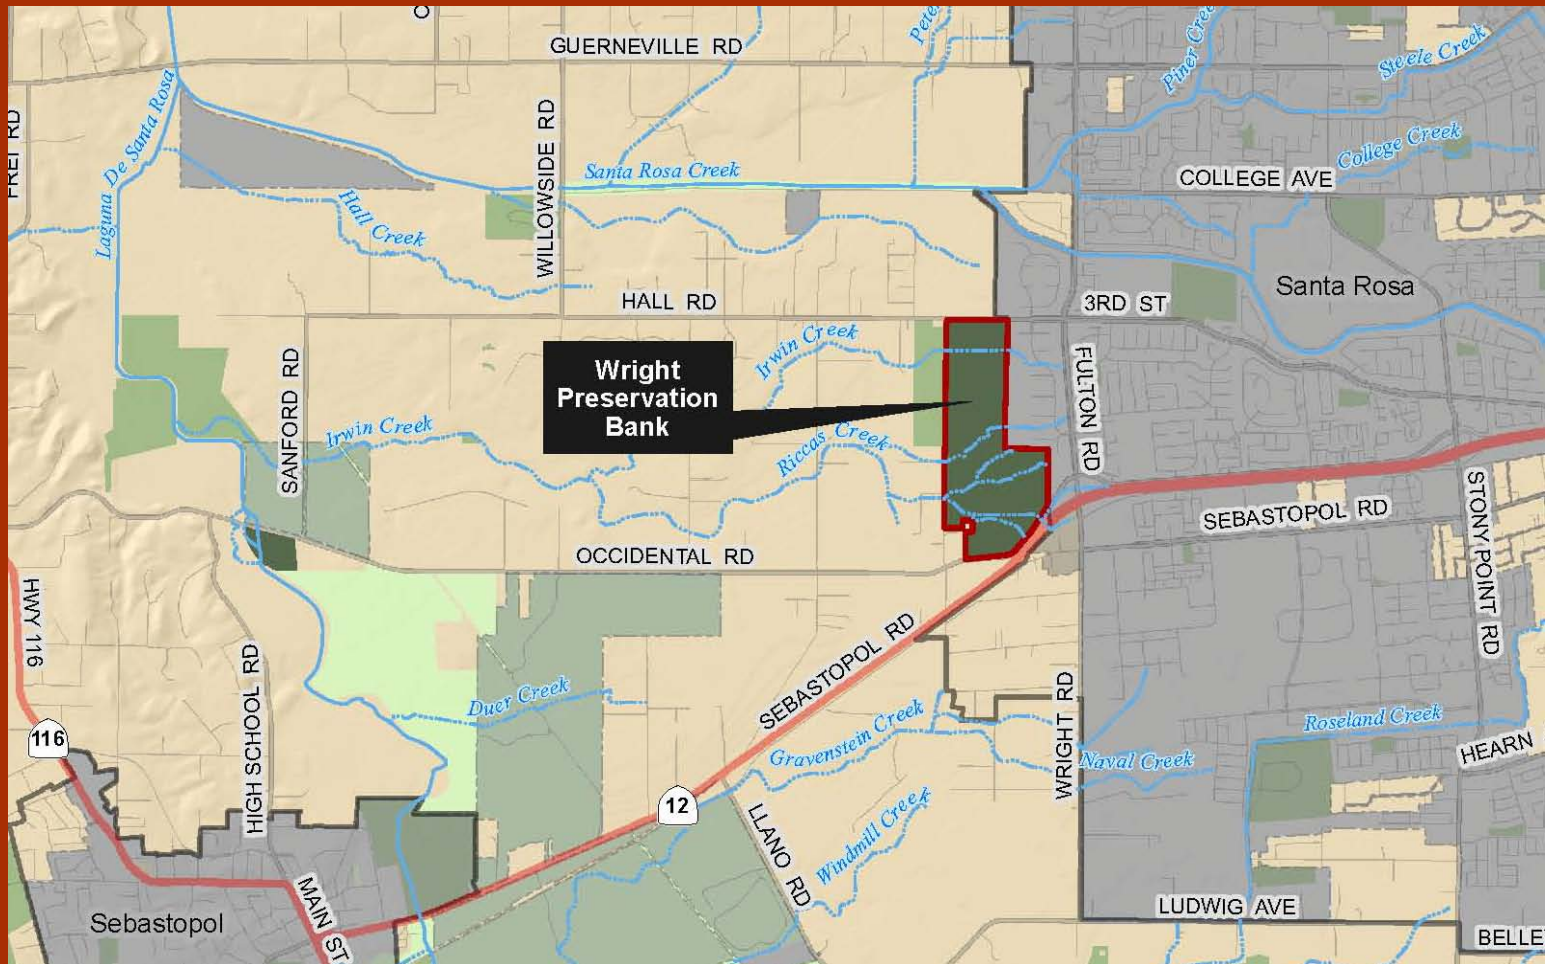 GUERNEVILLE RD
Piner Creek
Steele Creek
FREI RD
Laguna De Santa Rosa
WILLOWSIDE RD
Santa Rosa Creek
College Creek
COLLEGE AVE
Hall Creek
Santa Rosa
HALL RD
3RD ST
Wright
Preservation
Bank
Irwin Creek
FULTON RD
SANFORD RD
Irwin Creek
Riccas Creek
STONY POINT RD
SEBASTOPOL RD
OCCIDENTAL RD
HWY 116
HIGH SCHOOL RD
SEBASTOPOL RD
WRIGHT RD
Duer Creek
Roseland Creek
Gravenstein Creek
Naval Creek
HEARN
116
12
LLANO RD
Windmill Creek
MAIN ST
Sebastopol
LUDWIG AVE